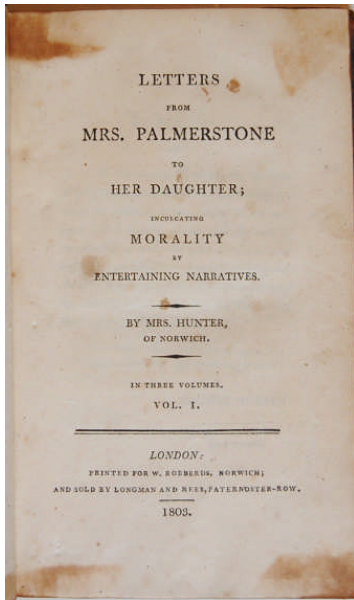 LETTERS
FROM
MRS. PALMERSTONE
TO
HER DAUGHTER;
INCULCATING
MORALITY
BY
ENTERTAINING NARRATIVES.
BY MRS. HUNTER,
OF NORWICH.
IN THREE VOLUMES.
VOL. I.
LONDON:
PRINTED FOR W. ROBBERDS, NORWICH;
AND SOLD BY LONGMAN AND REES, PATERNOSTER-ROW.
1803.